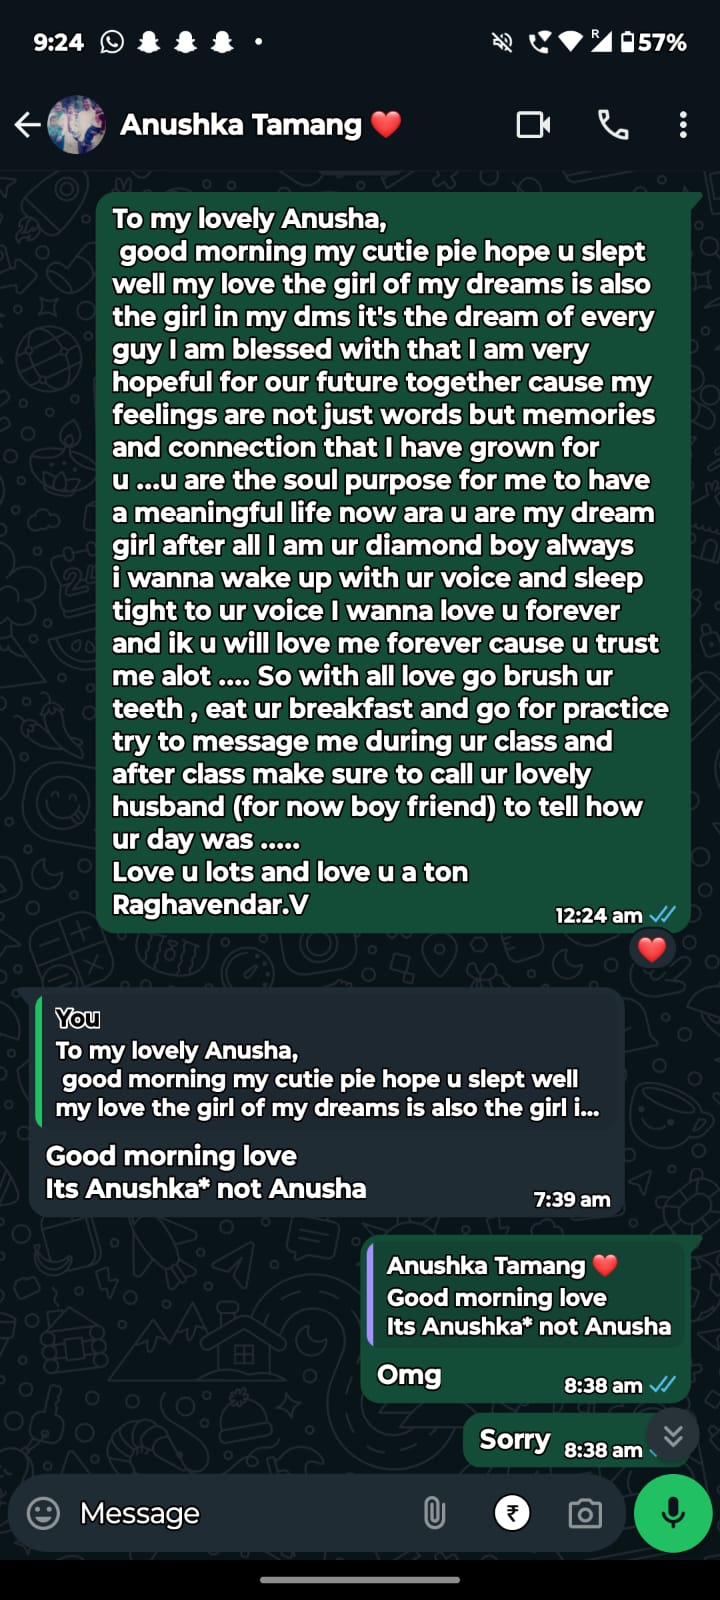 9:24
R
57%
Anushka Tamang ❤️
To my lovely Anusha,
good morning my cutie pie hope u slept
well my love the girl of my dreams is also
the girl in my dms it's the dream of every
guy I am blessed with that I am very
hopeful for our future together cause my
feelings are not just words but memories
and connection that I have grown for
u ...u are the soul purpose for me to have
a meaningful life now ara u are my dream
girl after all I am ur diamond boy always
i wanna wake up with ur voice and sleep
tight to ur voice I wanna love u forever
and ik u will love me forever cause u trust
me alot .... So with all love go brush ur
teeth , eat ur breakfast and go for practice
try to message me during ur class and
after class make sure to call ur lovely
husband (for now boy friend) to tell how
ur day was .....
Love u lots and love u a ton
Raghavendar.V
12:24 am
❤️
You
To my lovely Anusha,
good morning my cutie pie hope u slept well
my love the girl of my dreams is also the girl i...
Good morning love
Its Anushka* not Anusha
7:39 am
Anushka Tamang ❤️
Good morning love
Its Anushka* not Anusha
Omg
8:38 am
Sorry
8:38 am
Message
₹